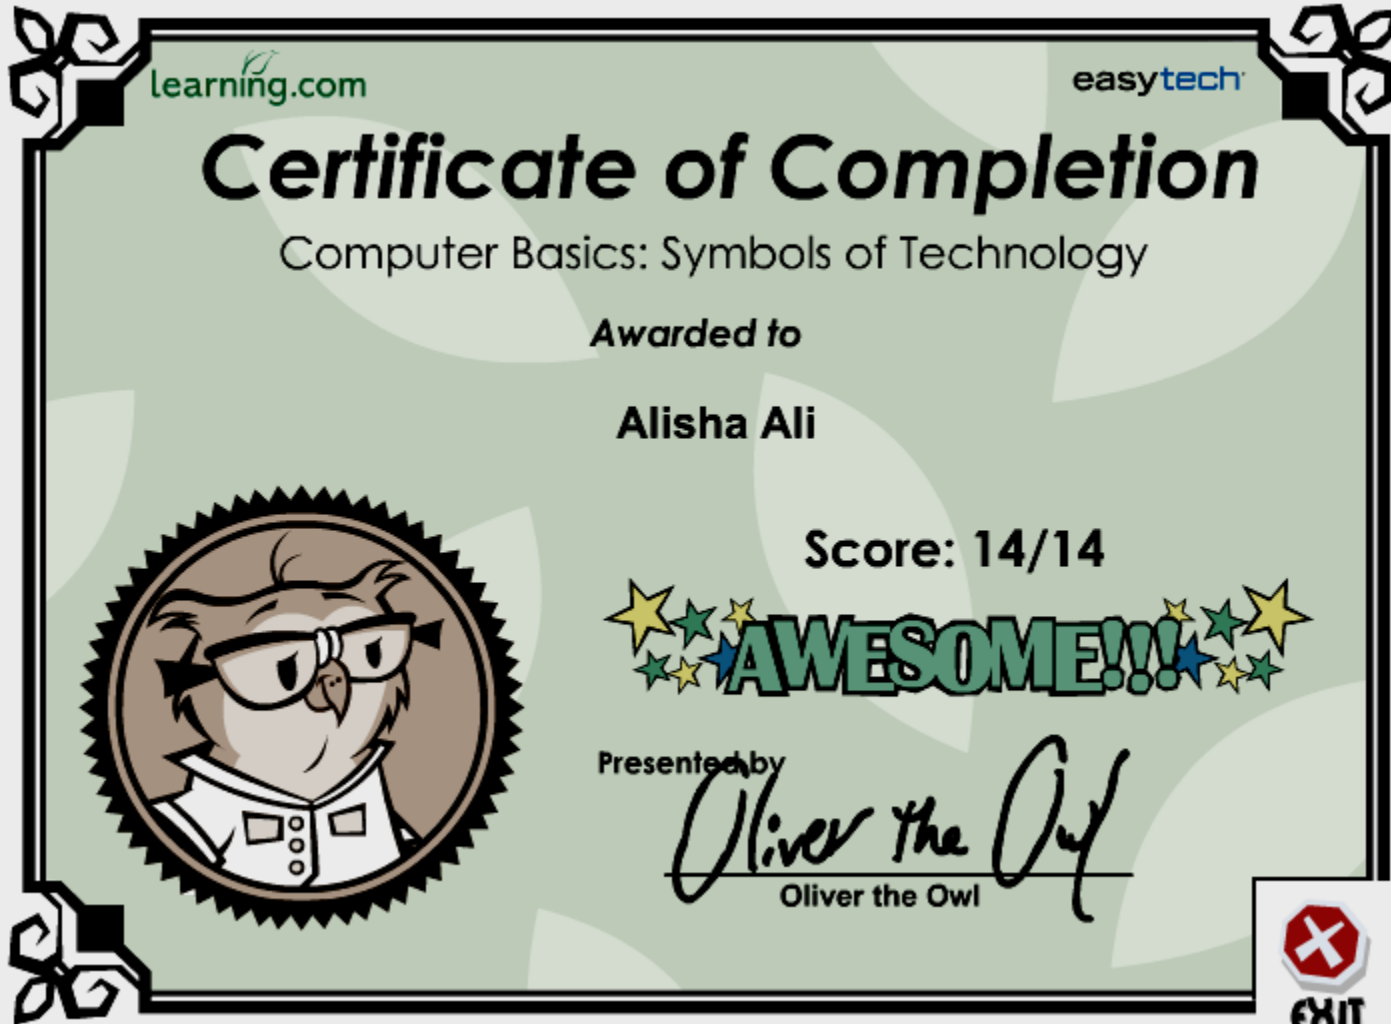 learning.com
easytech
Certificate of Completion
Computer Basics: Symbols of Technology
Awarded to
Alisha Ali
Score: 14/14
AWESOME!!!
Presented by
Oliver the Owl
Oliver the Owl
EXIT